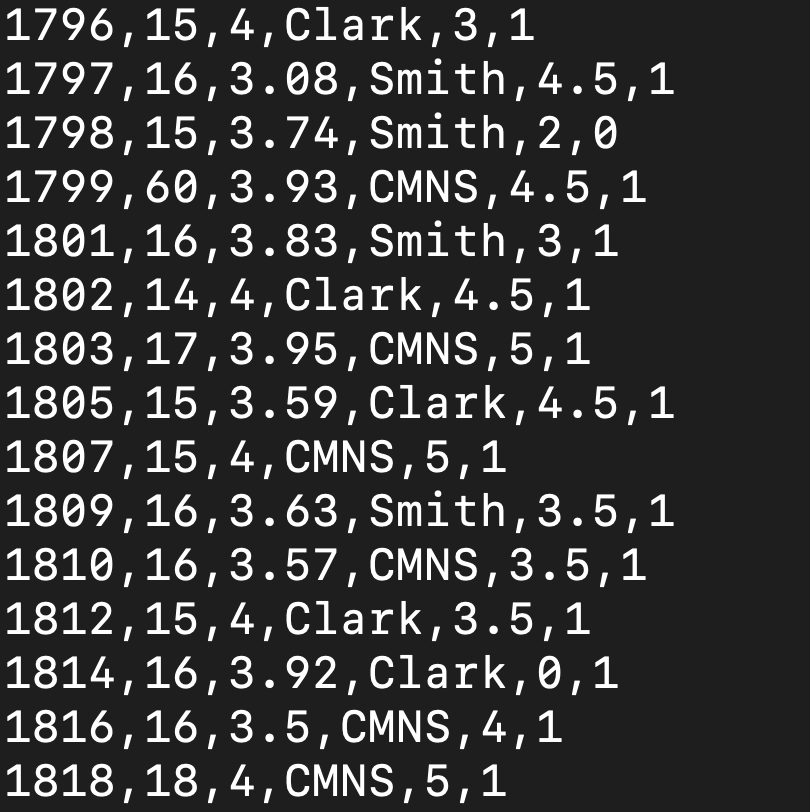 1796,15,4,Clark,3,1
1797,16,3.08,Smith,4.5,1
1798,15,3.74,Smith,2,0
1799,60,3.93,CMNS,4.5,1
1801,16,3.83,Smith,3,1
1802,14,4,Clark,4.5,1
1803,17,3.95,CMNS,5,1
1805,15,3.59,Clark,4.5,1
1807,15,4,CMNS,5,1
1809,16,3.63,Smith,3.5,1
1810,16,3.57,CMNS,3.5,1
1812,15,4,Clark,3.5,1
1814,16,3.92,Clark,0,1
1816,16,3.5,CMNS,4,1
1818,18,4,CMNS,5,1